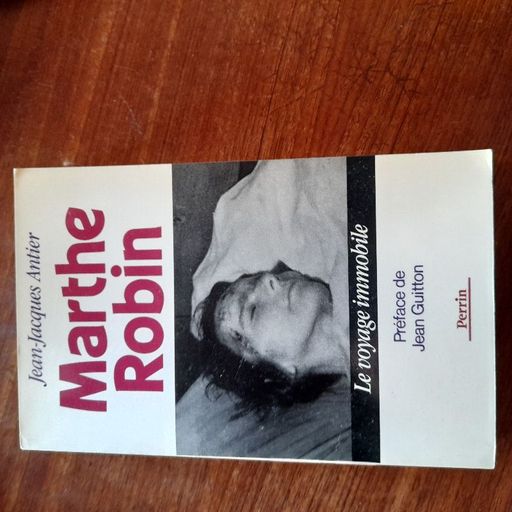 Jean-Jacques Antier
Marthe
Robin
Le voyage immobile
Préface de
Jean Guitton
Perrin